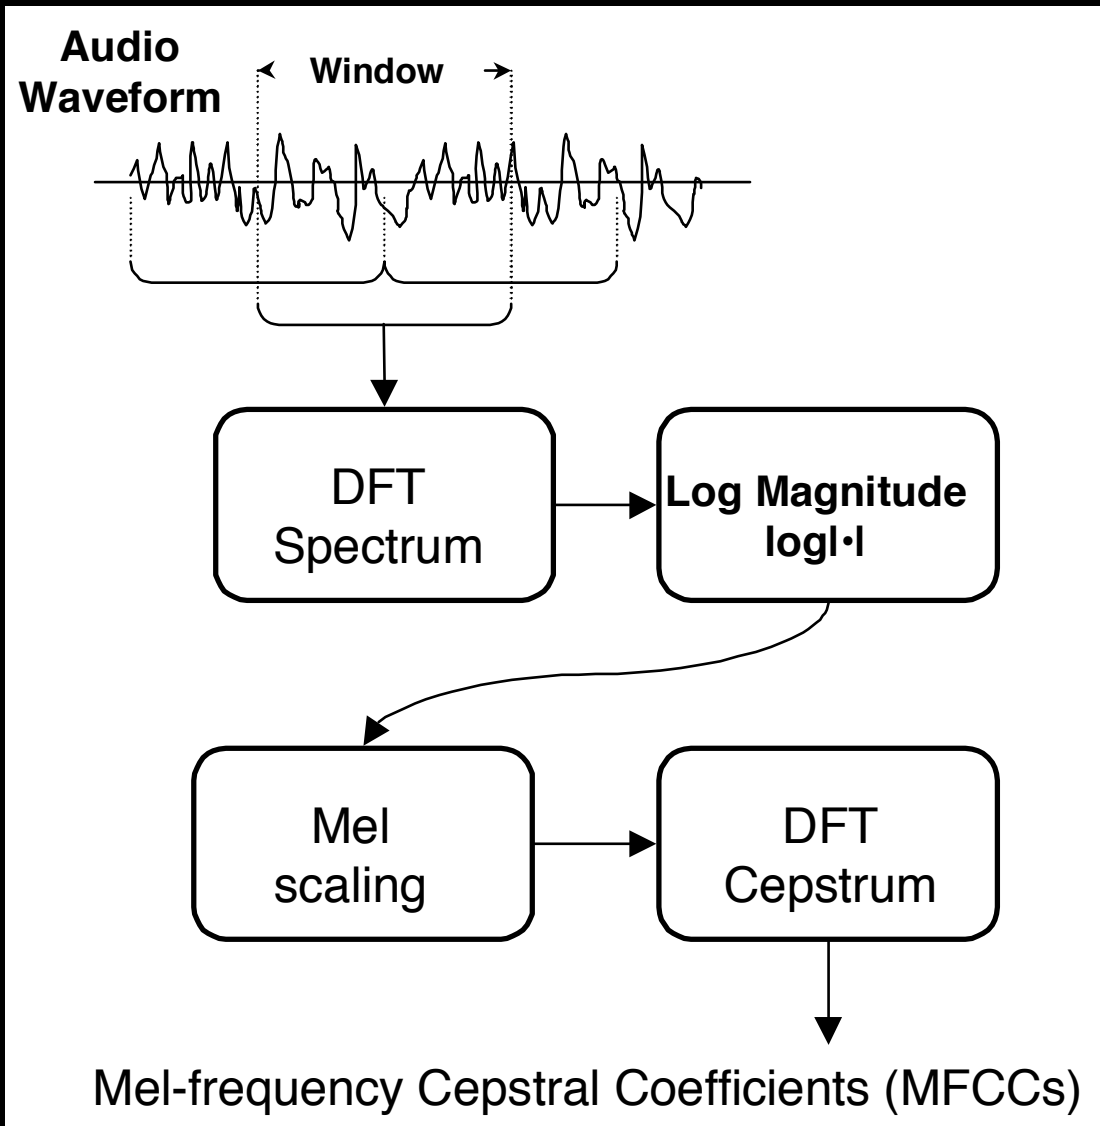 Audio
Waveform
Window
DFT
Spectrum
Log Magnitude
logl•l
Mel
scaling
DFT
Cepstrum
Mel-frequency Cepstral Coefficients (MFCCs)